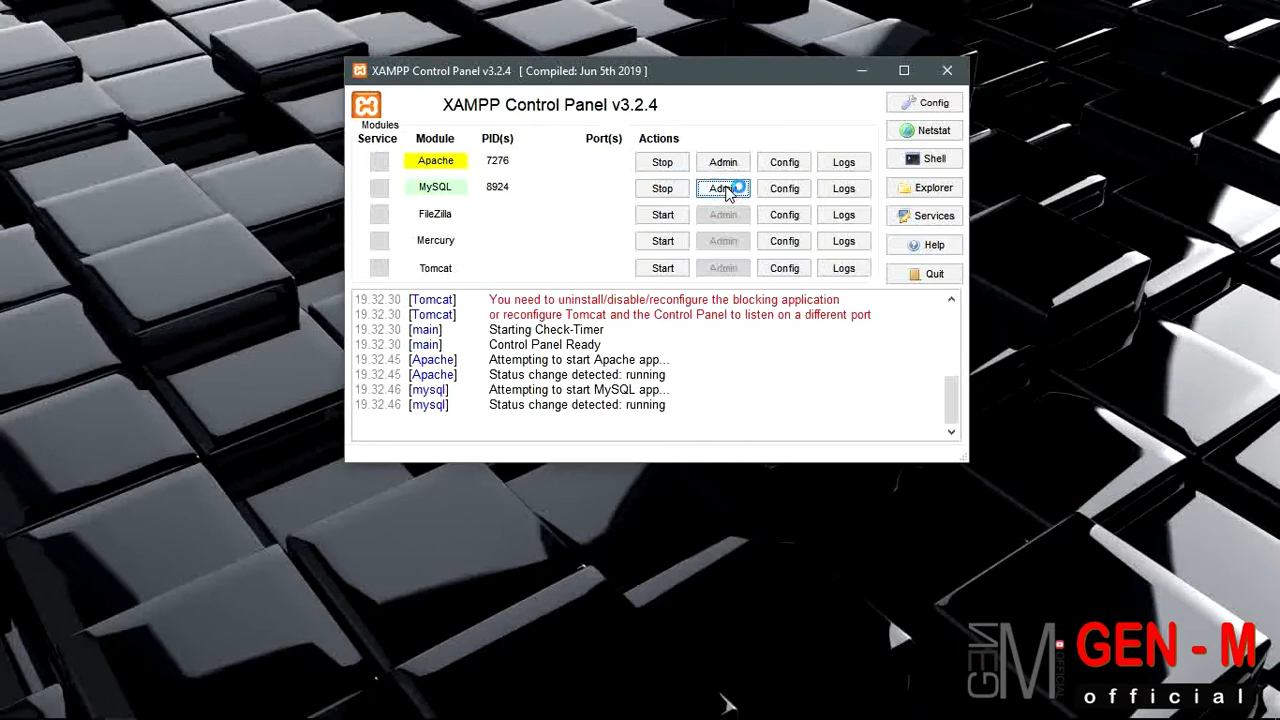 XAMPP Control Panel v3.2.4 [ Compiled: Jun 5th 2019 ]
XAMPP Control Panel v3.2.4
Config
Modules
Service Module PID(s) Port(s) Actions
Netstat
Apache 7276 Stop Admin Config Logs
Shell
MySQL 8924 Stop Config Logs
Explorer
FileZilla Start Admin Config Logs
Services
Mercury Start Admin Config Logs
Help
Tomcat Start Admin Config Logs
Quit
19.32.30 [Tomcat] You need to uninstall/disable/reconfigure the blocking application
19.32.30 [Tomcat] or reconfigure Tomcat and the Control Panel to listen on a different port
19.32.30 [main] Starting Check-Timer
19.32.30 [main] Control Panel Ready
19.32.45 [Apache] Attempting to start Apache app...
19.32.45 [Apache] Status change detected: running
19.32.46 [mysql] Attempting to start MySQL app...
19.32.46 [mysql] Status change detected: running
GEN M OFFICIAL
GEN - M
official